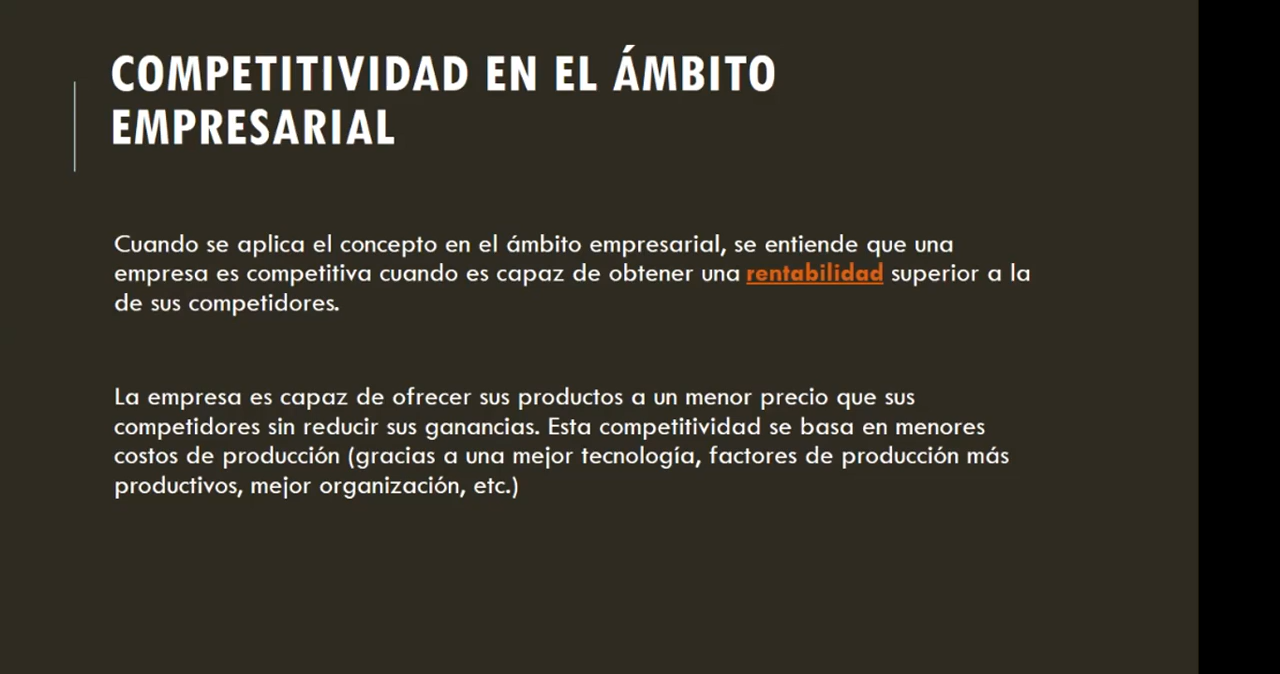 COMPETITIVIDAD EN EL ÁMBITO
EMPRESARIAL
Cuando se aplica el concepto en el ámbito empresarial, se entiende que una
empresa es competitiva cuando es capaz de obtener una rentabilidad superior a la
de sus competidores.
La empresa es capaz de ofrecer sus productos a un menor precio que sus
competidores sin reducir sus ganancias. Esta competitividad se basa en menores
costos de producción (gracias a una mejor tecnología, factores de producción más
productivos, mejor organización, etc.)